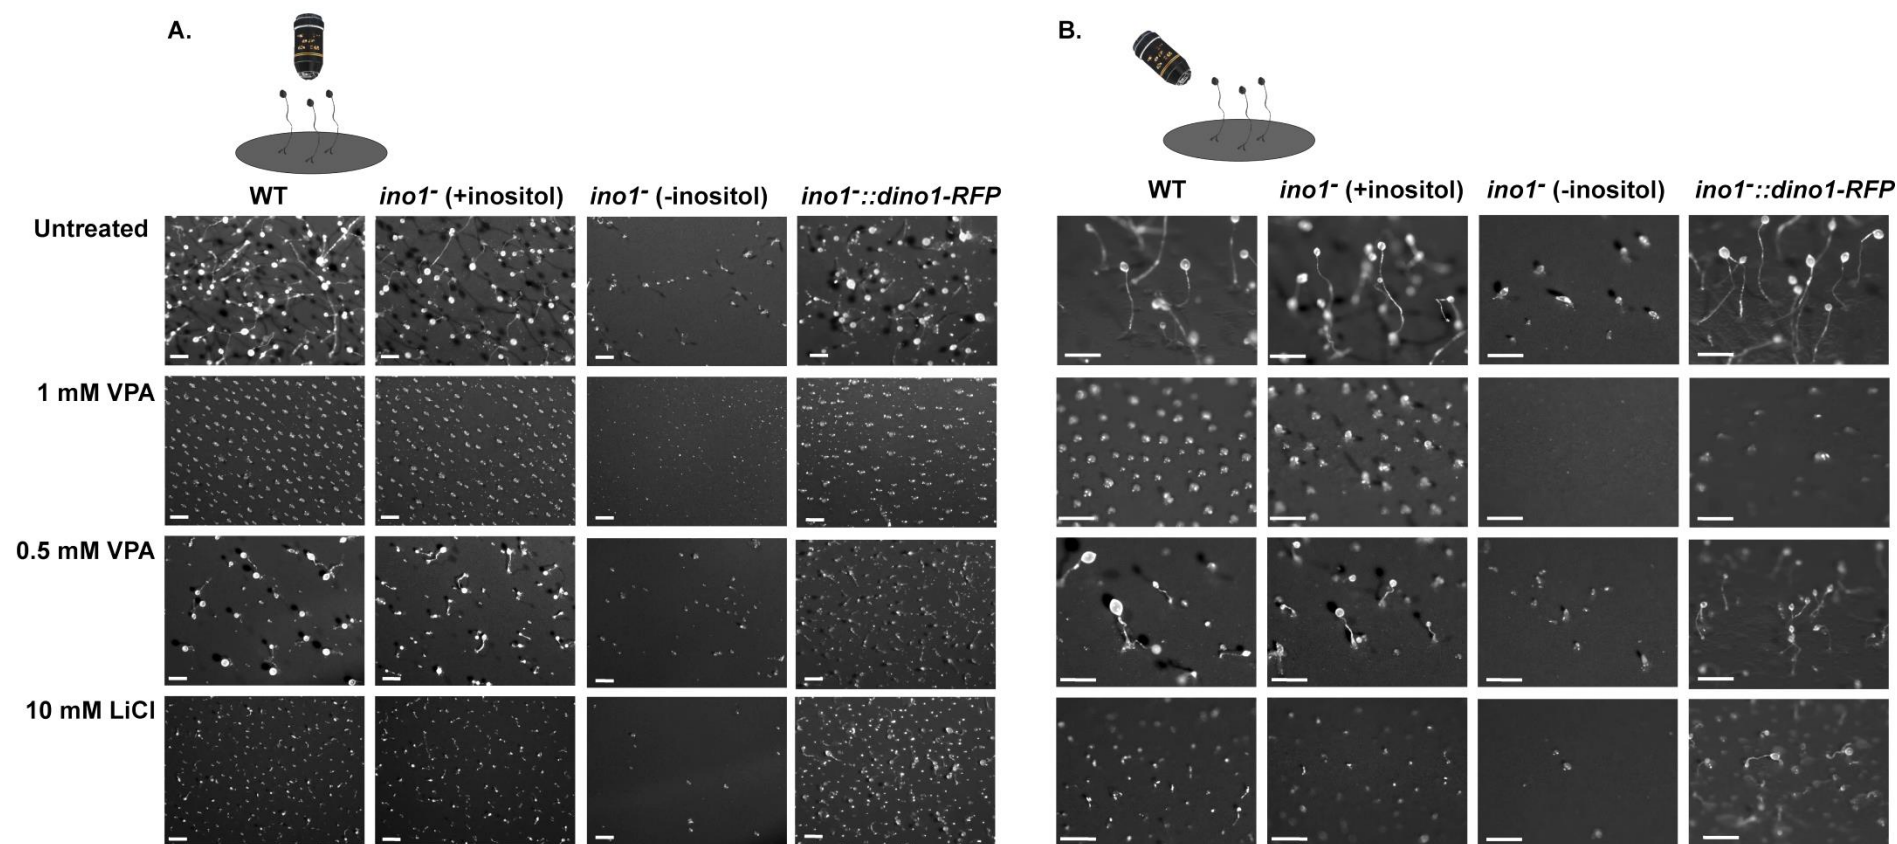 A.
B.
WT ino1- (+inositol) ino1- (-inositol) ino1-::dino1-RFP
WT ino1- (+inositol) ino1- (-inositol) ino1-::dino1-RFP
Untreated
1 mM VPA
0.5 mM VPA
10 mM LiCl